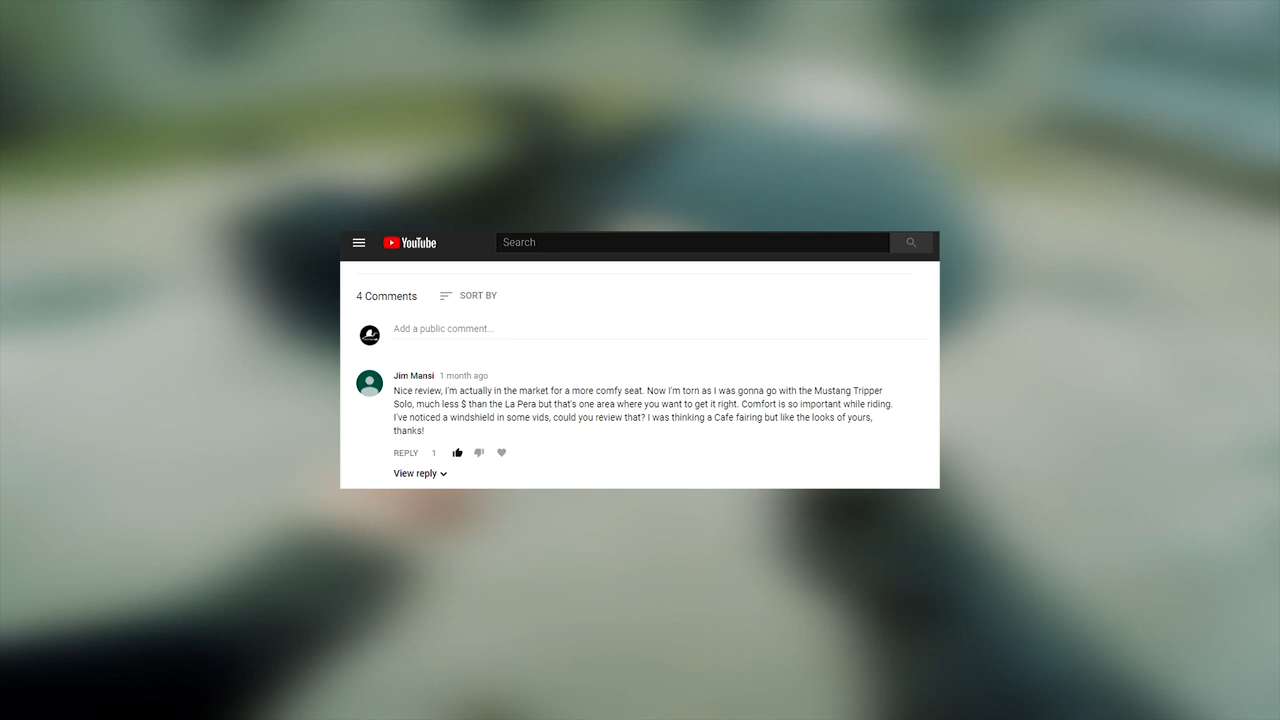 YouTube
Search
4 Comments
SORT BY
Add a public comment...
Jim Mansi 1 month ago
Nice review, I'm actually in the market for a more comfy seat. Now I'm torn as I was gonna go with the Mustang Tripper
Solo, much less $ than the La Pera but that's one area where you want to get it right. Comfort is so important while riding.
I've noticed a windshield in some vids, could you review that? I was thinking a Cafe fairing but like the looks of yours,
thanks!
REPLY 1
View reply